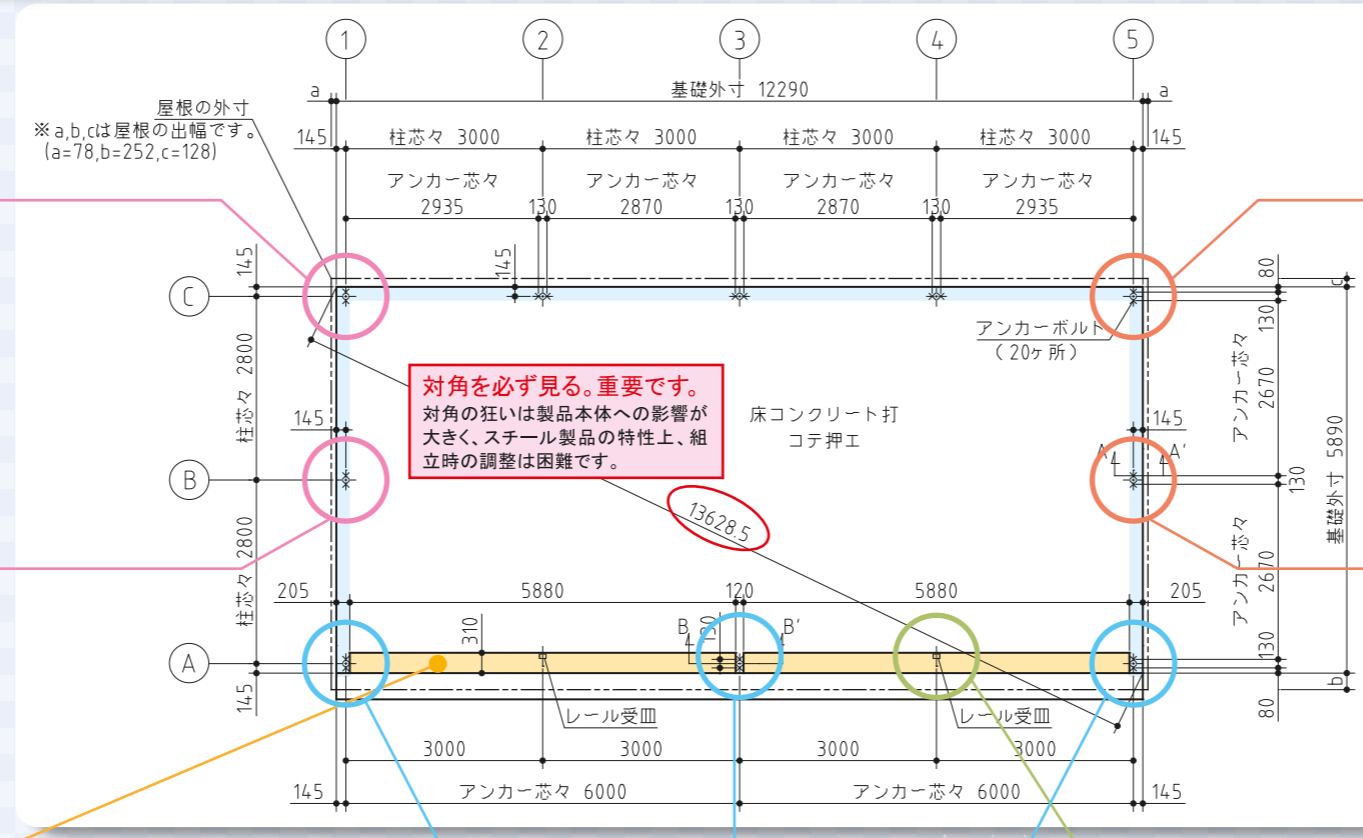 1
2
3
4
5
a
基礎外寸 12290
a
屋根の外寸
※a,b,cは屋根の出幅です。
(a=78,b=252,c=128)
145
柱芯々 3000
柱芯々 3000
柱芯々 3000
柱芯々 3000
145
アンカー芯々
アンカー芯々
アンカー芯々
アンカー芯々
2935
130
2870
130
2870
130
2935
145
145
80
c
C
130
アンカーボルト
(20ケ所)
柱芯々 2800
アンカー芯々
2670
対角を必ず見る。重要です。
対角の狂いは製品本体への影響が
大きく、スチール製品の特性上、組
立時の調整は困難です。
床コンクリート打
コテ押エ
145
145
A
A'
B
130
基礎外寸 5890
13628.5
柱芯々 2800
アンカー芯々
2670
205
5880
120
5880
205
310
B
130
B'
A
130
145
レール受皿
レール受皿
b
80
3000
3000
3000
3000
145
アンカー芯々 6000
アンカー芯々 6000
145